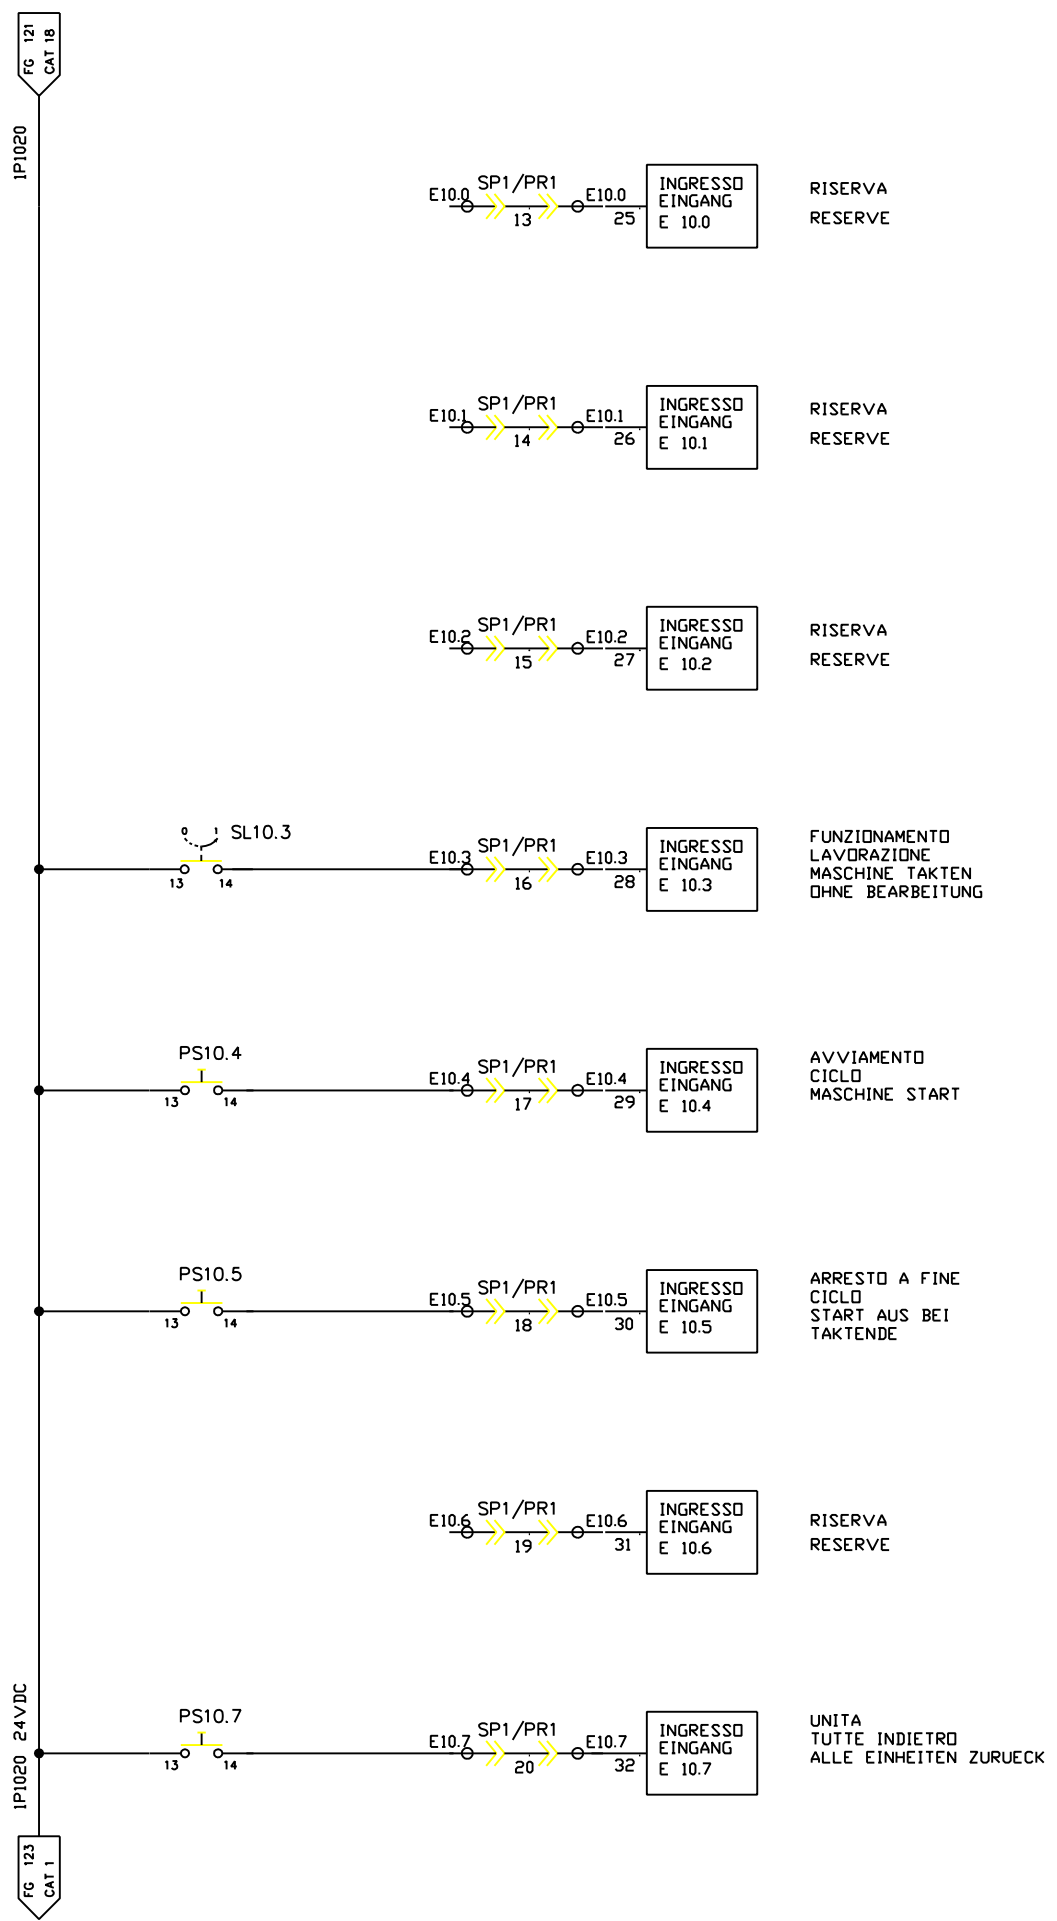 FG 121
CAT 18
1P1020
E10.0 SP1/PR1 E10.0
13 25
INGRESSO
EINGANG
E 10.0
RISERVA
RESERVE
E10.1 SP1/PR1 E10.1
14 26
INGRESSO
EINGANG
E 10.1
RISERVA
RESERVE
E10.2 SP1/PR1 E10.2
15 27
INGRESSO
EINGANG
E 10.2
RISERVA
RESERVE
0 1 SL10.3
13 14
E10.3 SP1/PR1 E10.3
16 28
INGRESSO
EINGANG
E 10.3
FUNZIONAMENTO
LAVORAZIONE
MASCHINE TAKTEN
OHNE BEARBEITUNG
PS10.4
13 14
E10.4 SP1/PR1 E10.4
17 29
INGRESSO
EINGANG
E 10.4
AVVIAMENTO
CICLO
MASCHINE START
PS10.5
13 14
E10.5 SP1/PR1 E10.5
18 30
INGRESSO
EINGANG
E 10.5
ARRESTO A FINE
CICLO
START AUS BEI
TAKTENDE
E10.6 SP1/PR1 E10.6
19 31
INGRESSO
EINGANG
E 10.6
RISERVA
RESERVE
PS10.7
13 14
E10.7 SP1/PR1 E10.7
20 32
INGRESSO
EINGANG
E 10.7
UNITA
TUTTE INDIETRO
ALLE EINHEITEN ZURUECK
1P1020 24VDC
FG 123
CAT 1